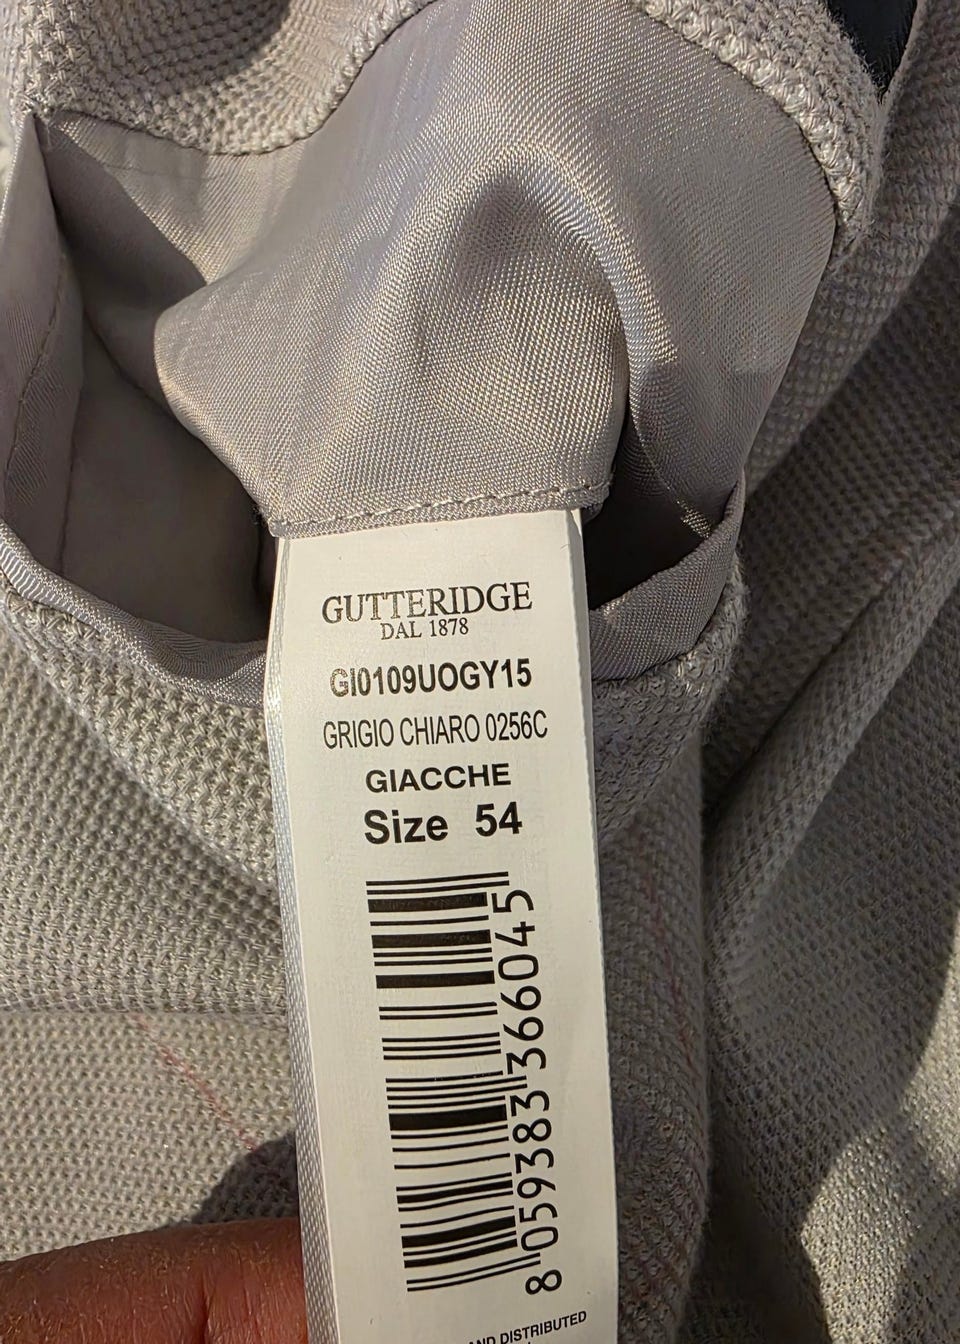 GUTTERIDGE
DAL 1878
GI0109UOGY15
GRIGIO CHIARO 0256C
GIACCHE
Size 54
8 059383 366045
AND DISTRIBUTED